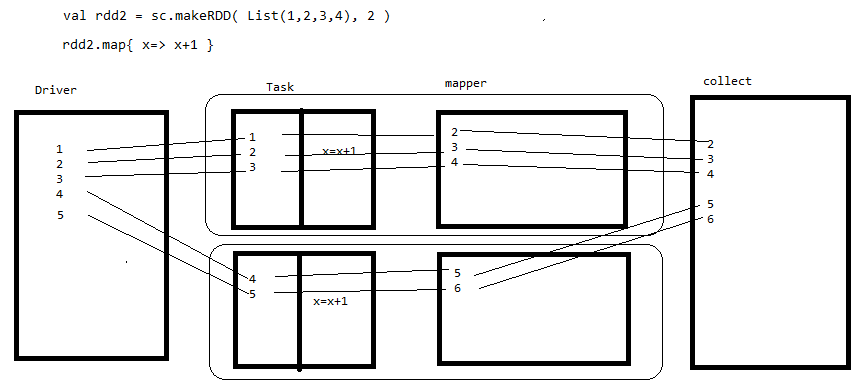 val rdd2 = sc.makeRDD( List(1,2,3,4), 2 )
rdd2.map{ x=> x+1 }
Driver
Task
mapper
collect
1
2
3
4
5
1
2
3
x=x+1
2
3
4
2
3
4
5
6
4
5
x=x+1
5
6